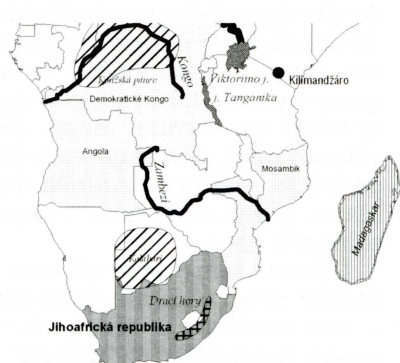 Konžská pánev
Kongo
Viktoriino j.
Kilimandžáro
j. Tanganika
Demokratické Kongo
Angola
Zambezi
Mosambik
Madagaskar
Kalahari
Dračí hory
Jihoafrická republika